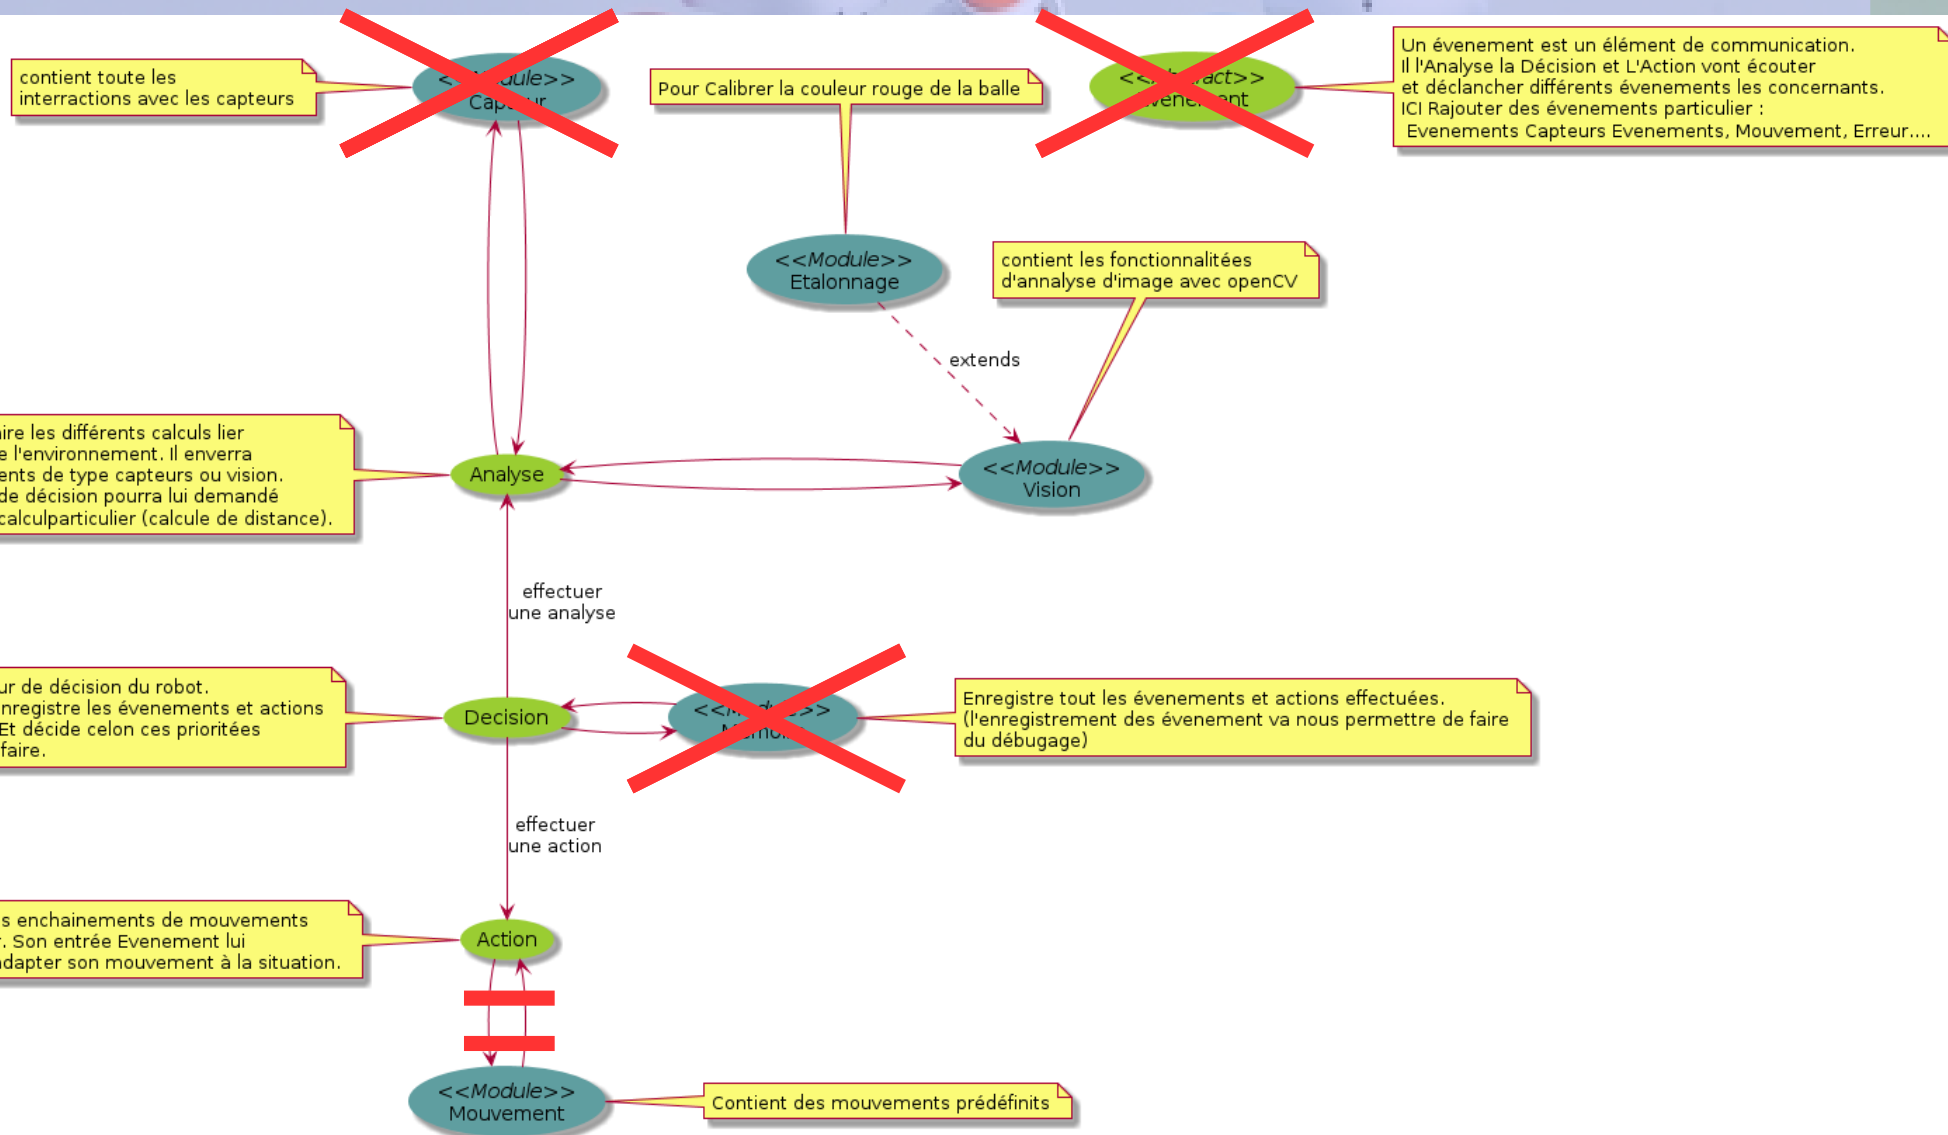 contient toute les
interractions avec les capteurs
Pour Calibrer la couleur rouge de la balle
Un évenement est un élément de communication.
Il l'Analyse la Décision et L'Action vont écouter
et déclancher différents évenements les concernants.
ICI Rajouter des évenements particulier :
Evenements Capteurs Evenements, Mouvement, Erreur....
<<Module>>
Etalonnage
contient les fonctionnalitées
d'annalyse d'image avec openCV
extends
ire les différents calculs lier
e l'environnement. Il enverra
ents de type capteurs ou vision.
de décision pourra lui demandé
calculparticulier (calcule de distance).
Analyse
<<Module>>
Vision
effectuer
une analyse
ur de décision du robot.
nregistre les évenements et actions
Et décide celon ces prioritées
faire.
Decision
Enregistre tout les évenements et actions effectuées.
(l'enregistrement des évenement va nous permettre de faire
du débugage)
effectuer
une action
s enchainements de mouvements
. Son entrée Evenement lui
dapter son mouvement à la situation.
Action
<<Module>>
Mouvement
Contient des mouvements prédéfinits